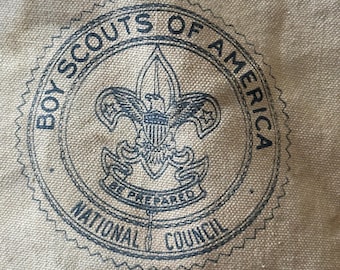 BOY SCOUTS OF AMERICA
BE PREPARED
NATIONAL COUNCIL